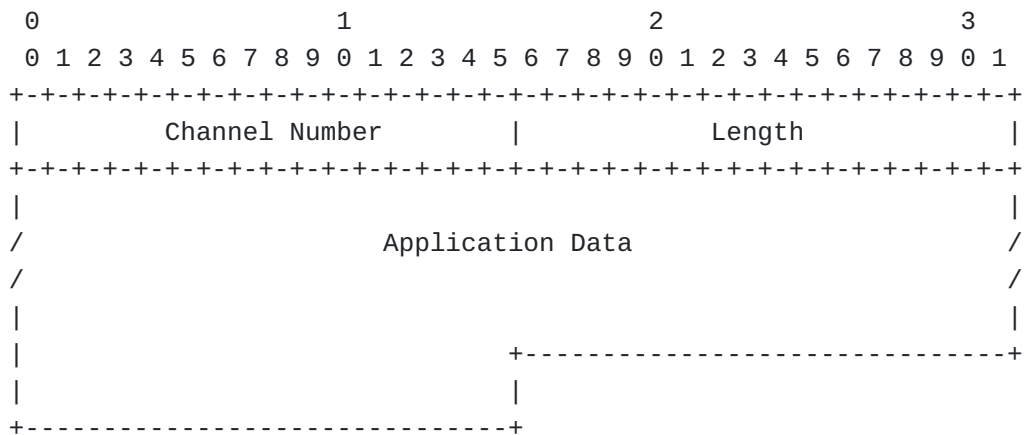 0                   1                   2                   3
 0 1 2 3 4 5 6 7 8 9 0 1 2 3 4 5 6 7 8 9 0 1 2 3 4 5 6 7 8 9 0 1
+-+-+-+-+-+-+-+-+-+-+-+-+-+-+-+-+-+-+-+-+-+-+-+-+-+-+-+-+-+-+-+-+
|         Channel Number        |            Length             |
+-+-+-+-+-+-+-+-+-+-+-+-+-+-+-+-+-+-+-+-+-+-+-+-+-+-+-+-+-+-+-+-+
|                                                               |
/                       Application Data                        /
/                                                               /
|                                                               |
|                               +-------------------------------+
|                               |
+-------------------------------+